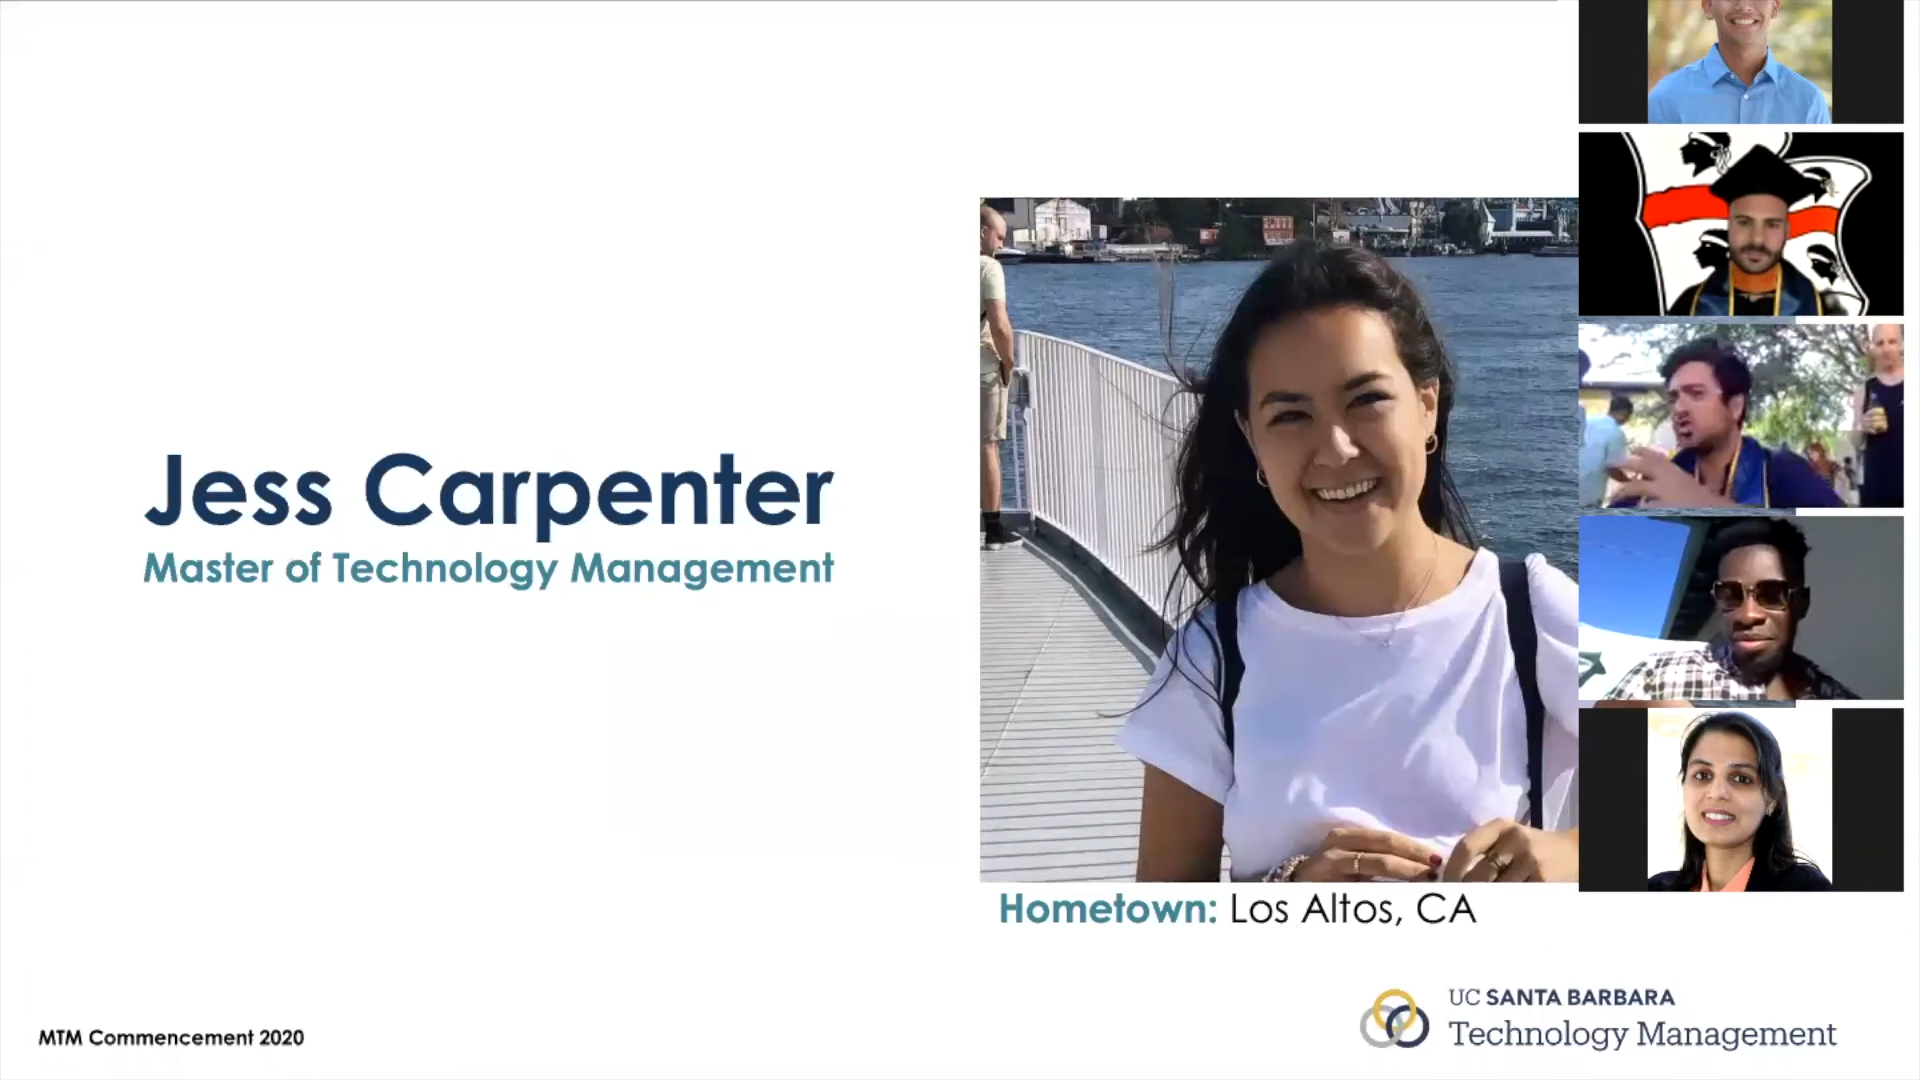 Jess Carpenter
Master of Technology Management
Hometown: Los Altos, CA
MTM Commencement 2020
UC SANTA BARBARA
Technology Management